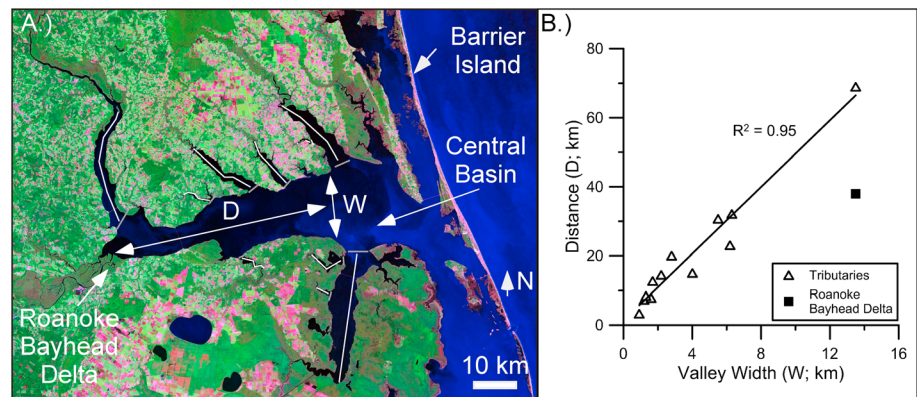 A.)
Barrier
Island
Central
Basin
D
W
N
Roanoke
Bayhead
Delta
10 km
B.)
80
60
40
20
0
Distance (D; km)
R² = 0.95
Tributaries
Roanoke
Bayhead Delta
0
4
8
12
16
Valley Width (W; km)